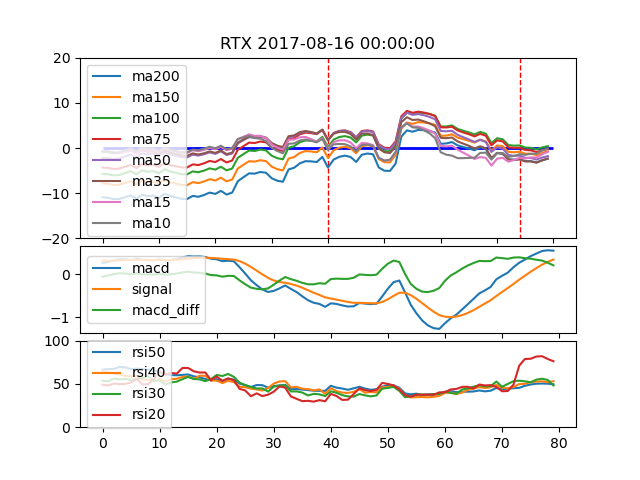 RTX 2017-08-16 00:00:00
20
10
0
−10
−20
ma200
ma150
ma100
ma75
ma50
ma35
ma15
ma10
0
−1
macd
signal
macd_diff
100
50
0
rsi50
rsi40
rsi30
rsi20
0 10 20 30 40 50 60 70 80